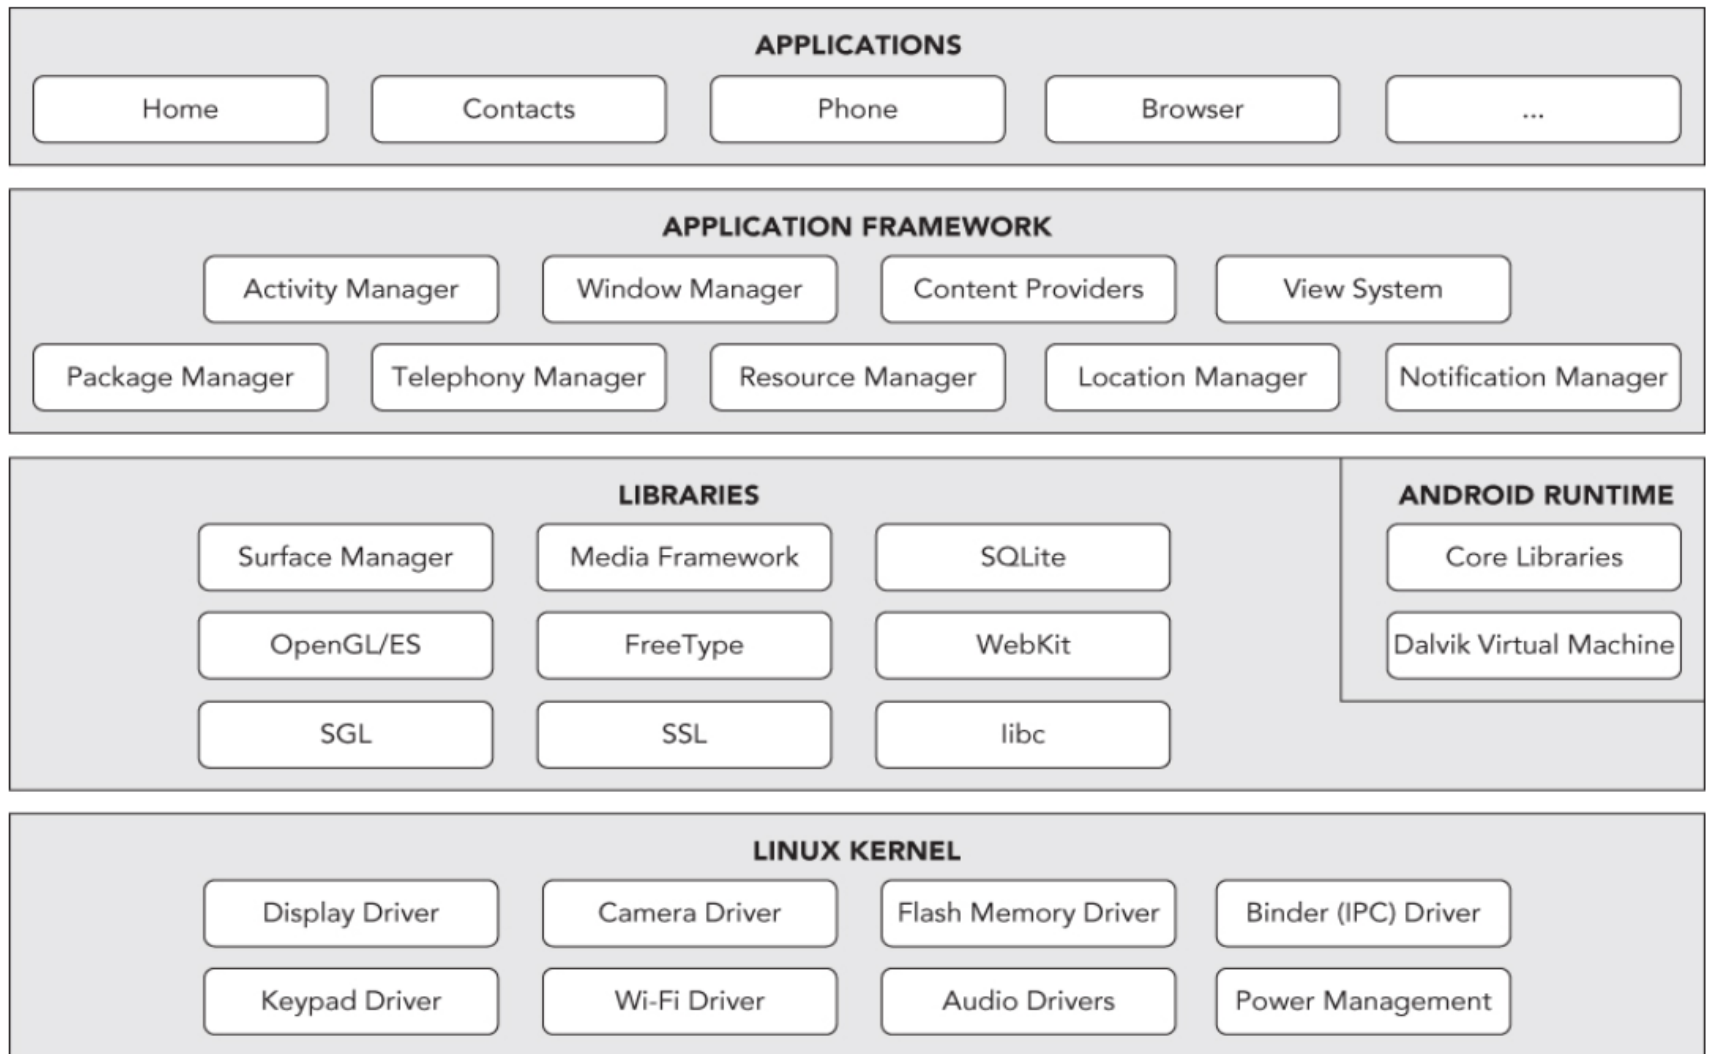 APPLICATIONS
Home
Contacts
Phone
Browser
...
APPLICATION FRAMEWORK
Activity Manager
Window Manager
Content Providers
View System
Package Manager
Telephony Manager
Resource Manager
Location Manager
Notification Manager
LIBRARIES
Surface Manager
Media Framework
SQLite
OpenGL/ES
FreeType
WebKit
SGL
SSL
libc
ANDROID RUNTIME
Core Libraries
Dalvik Virtual Machine
LINUX KERNEL
Display Driver
Camera Driver
Flash Memory Driver
Binder (IPC) Driver
Keypad Driver
Wi-Fi Driver
Audio Drivers
Power Management